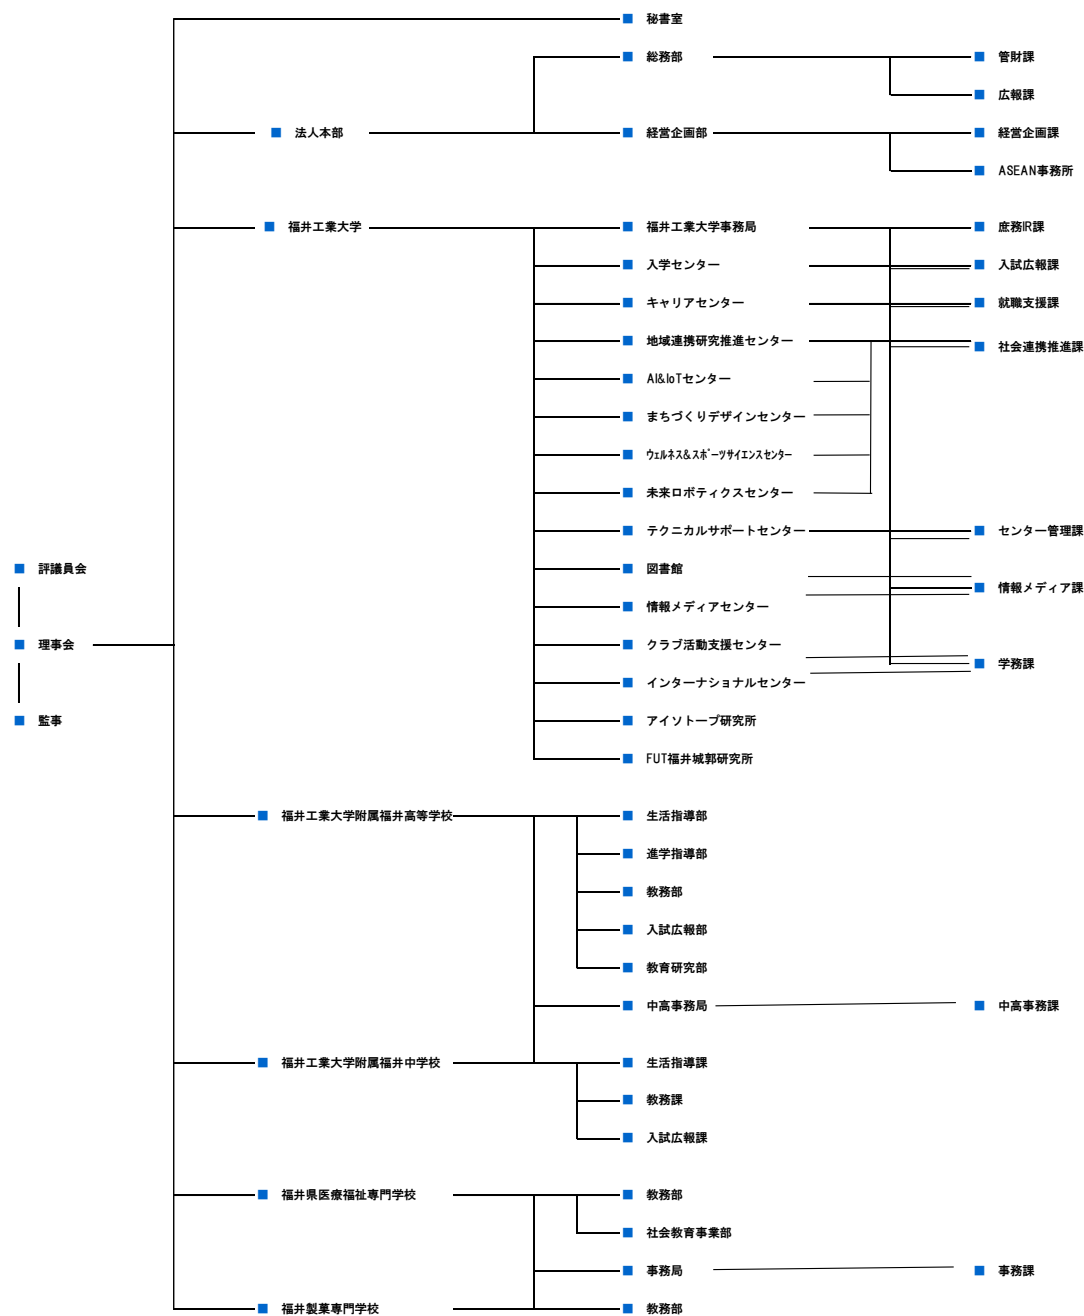 ■ 秘書室
■ 総務部 ■ 管財課
■ 広報課
■ 法人本部 ■ 経営企画部 ■ 経営企画課
■ ASEAN事務所
■ 福井工業大学 ■ 福井工業大学事務局 ■ 庶務IR課
■ 入学センター ■ 入試広報課
■ キャリアセンター ■ 就職支援課
■ 地域連携研究推進センター ■ 社会連携推進課
■ AI&IoTセンター
■ まちづくりデザインセンター
■ ウェルネス&スポーツサイエンスセンター
■ 未来ロボティクスセンター
■ テクニカルサポートセンター ■ センター管理課
■ 評議員会 ■ 図書館
■ 情報メディア課
■ 情報メディアセンター
■ 理事会 ■ クラブ活動支援センター
■ 学務課
■ インターナショナルセンター
■ 監事 ■ アイソトープ研究所
■ FUT福井城郭研究所
■ 福井工業大学附属福井高等学校 ■ 生活指導部
■ 進学指導部
■ 教務部
■ 入試広報部
■ 教育研究部
■ 中高事務局 ■ 中高事務課
■ 福井工業大学附属福井中学校 ■ 生活指導課
■ 教務課
■ 入試広報課
■ 福井県医療福祉専門学校 ■ 教務部
■ 社会教育事業部
■ 事務局 ■ 事務課
■ 福井製菓専門学校 ■ 教務部